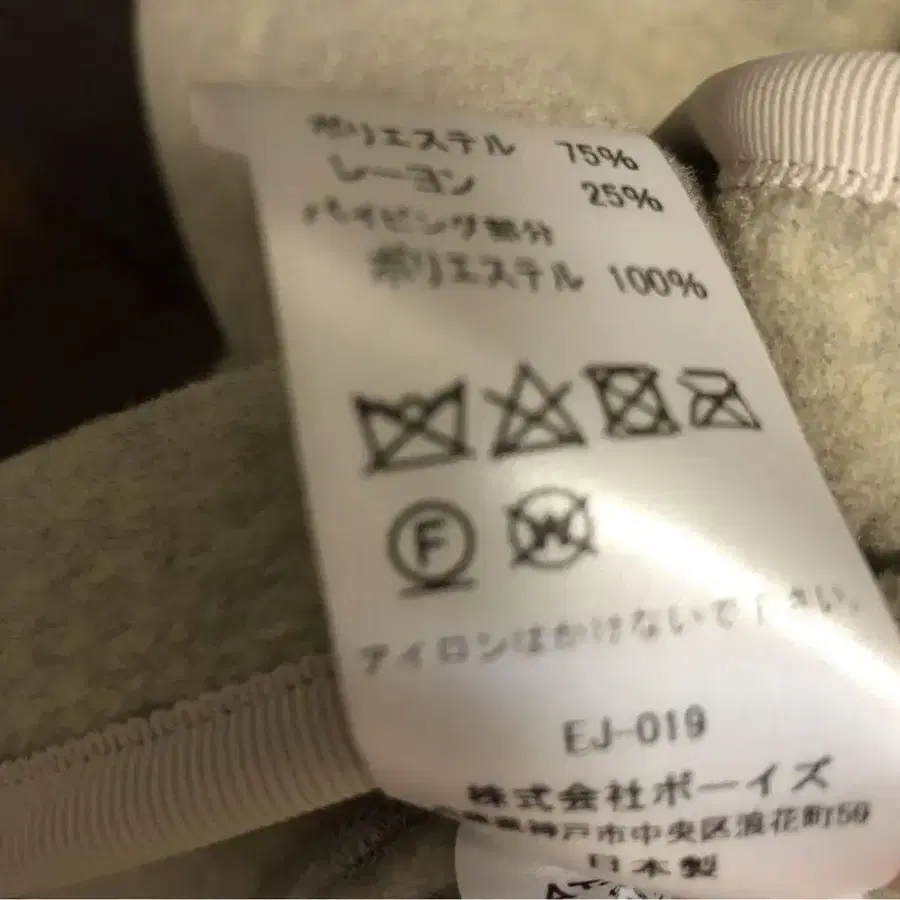 ポリエステル 75%
レーヨン 25%
パイピング部分
ポリエステル 100%
F W
アイロンはかけないで下さい。
EJ-019
株式会社ボーイズ
神戸市中央区浪花町59
日本製